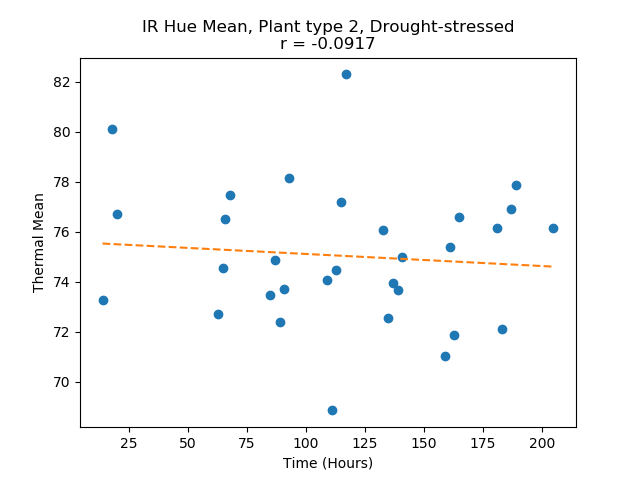 IR Hue Mean, Plant type 2, Drought-stressed
r = -0.0917
Thermal Mean
82
80
78
76
74
72
70
25 50 75 100 125 150 175 200
Time (Hours)